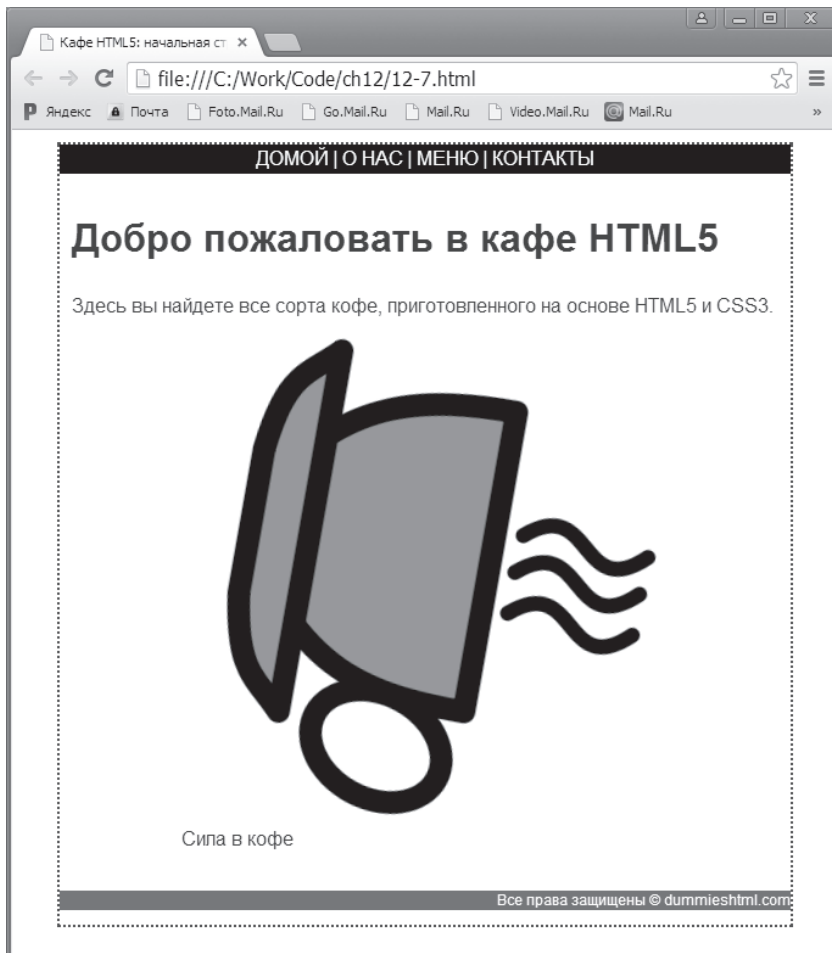 Кафе HTML5: начальная ст
file:///C:/Work/Code/ch12/12-7.html
Яндекс Почта Foto.Mail.Ru Go.Mail.Ru Mail.Ru Video.Mail.Ru Mail.Ru »
ДОМОЙ | О НАС | МЕНЮ | КОНТАКТЫ
Добро пожаловать в кафе HTML5
Здесь вы найдете все сорта кофе, приготовленного на основе HTML5 и CSS3.
Сила в кофе
Все права защищены © dummieshtml.com